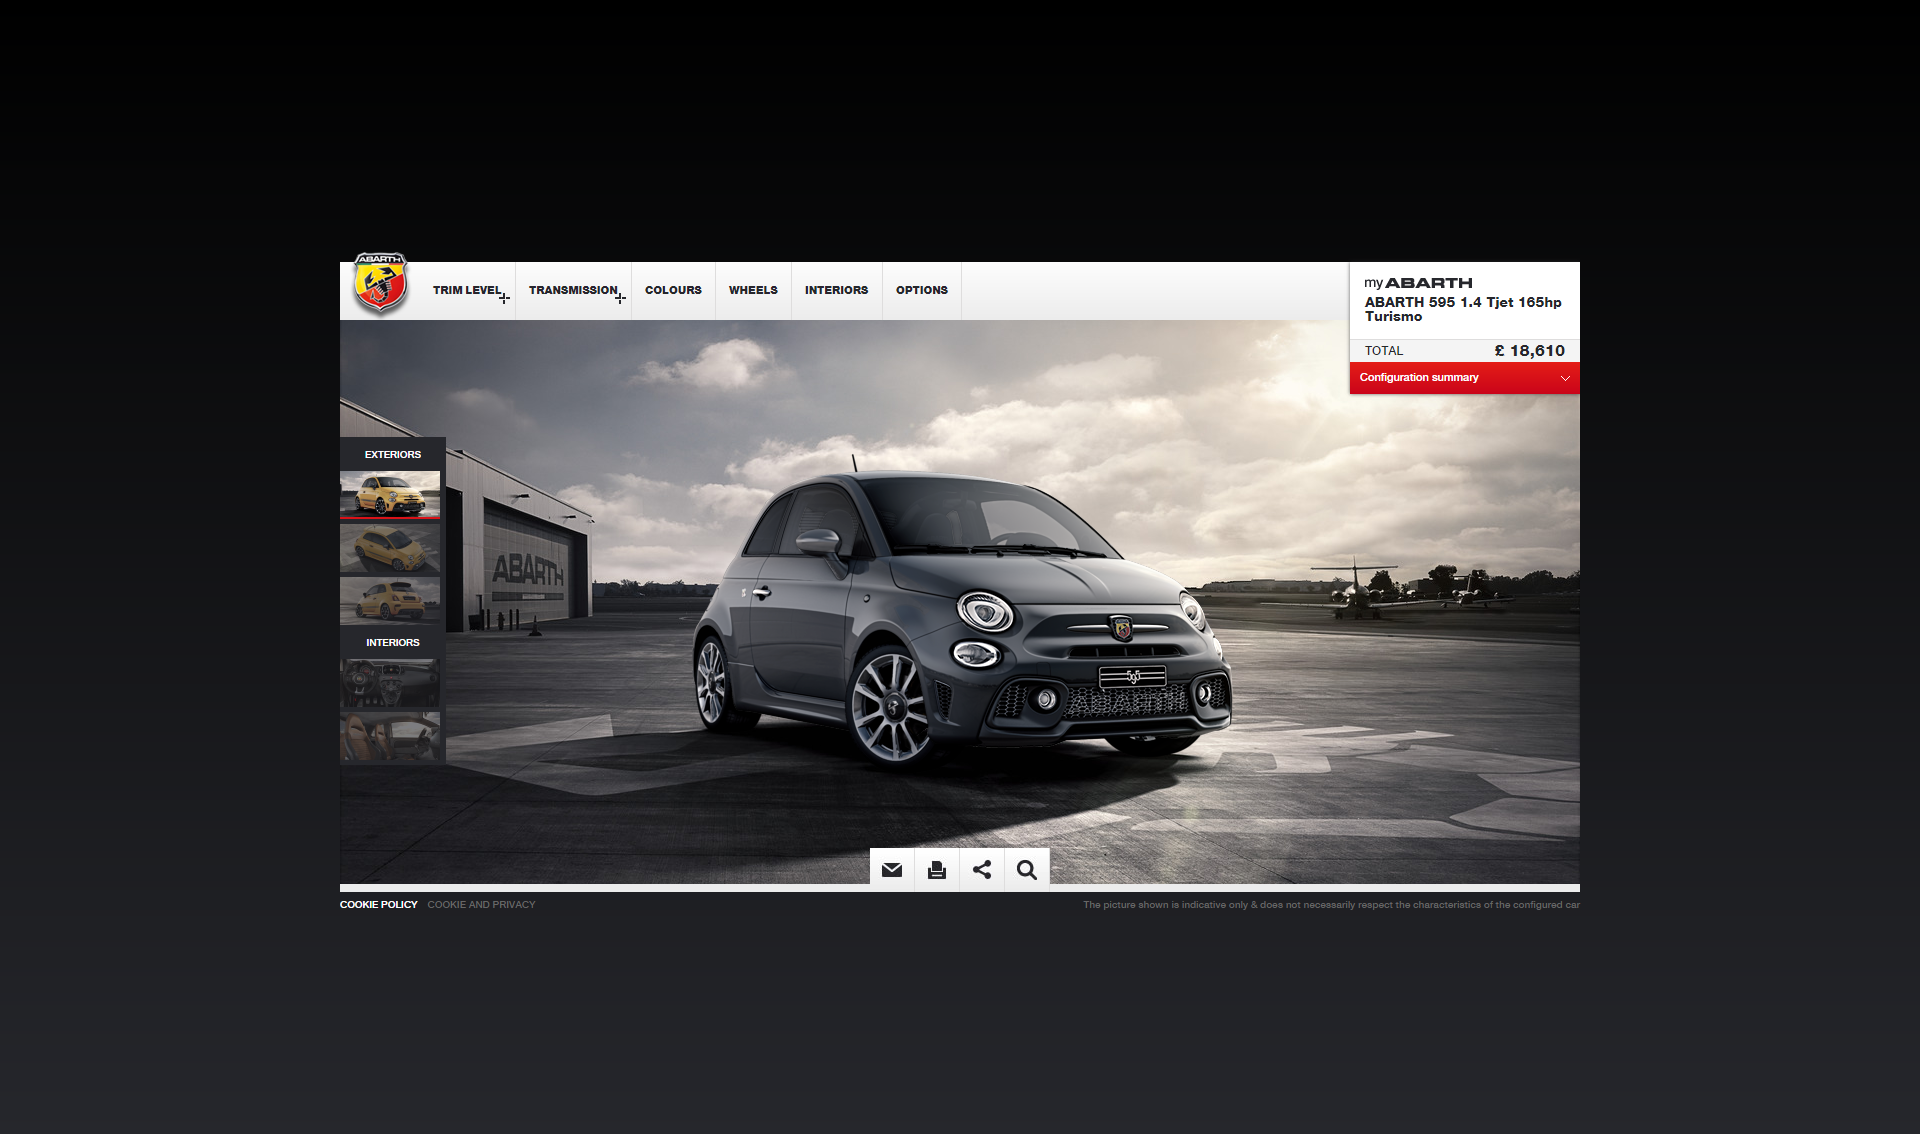 ABARTH
TRIM LEVEL
TRANSMISSION
COLOURS
WHEELS
INTERIORS
OPTIONS
my ABARTH
ABARTH 595 1.4 Tjet 165hp
Turismo
TOTAL £ 18,610
Configuration summary
EXTERIORS
INTERIORS
ABARTH
595
COOKIE POLICY COOKIE AND PRIVACY
The picture shown is indicative only & does not necessarily respect the characteristics of the configured car